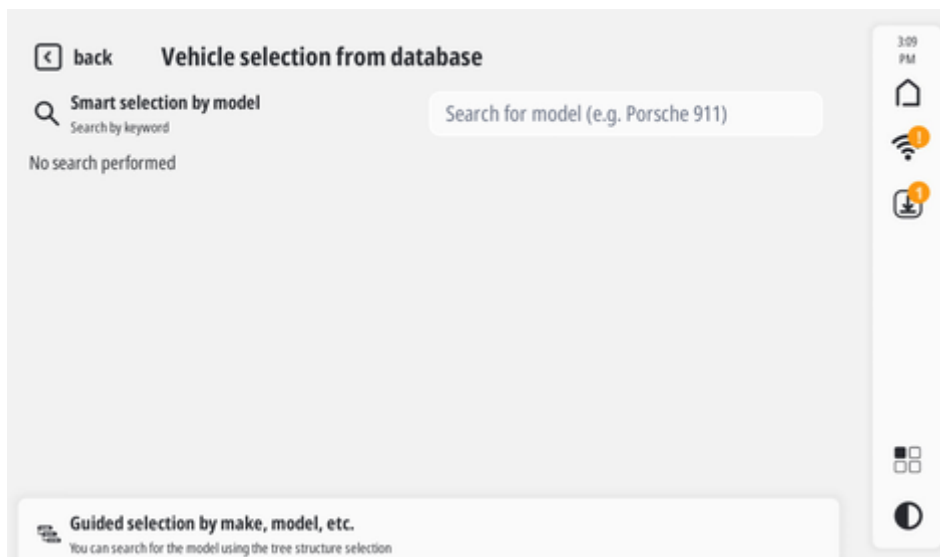 back
Vehicle selection from database
Smart selection by model
Search by keyword
Search for model (e.g. Porsche 911)
No search performed
Guided selection by make, model, etc.
You can search for the model using the tree structure selection
3:09
PM
!
1